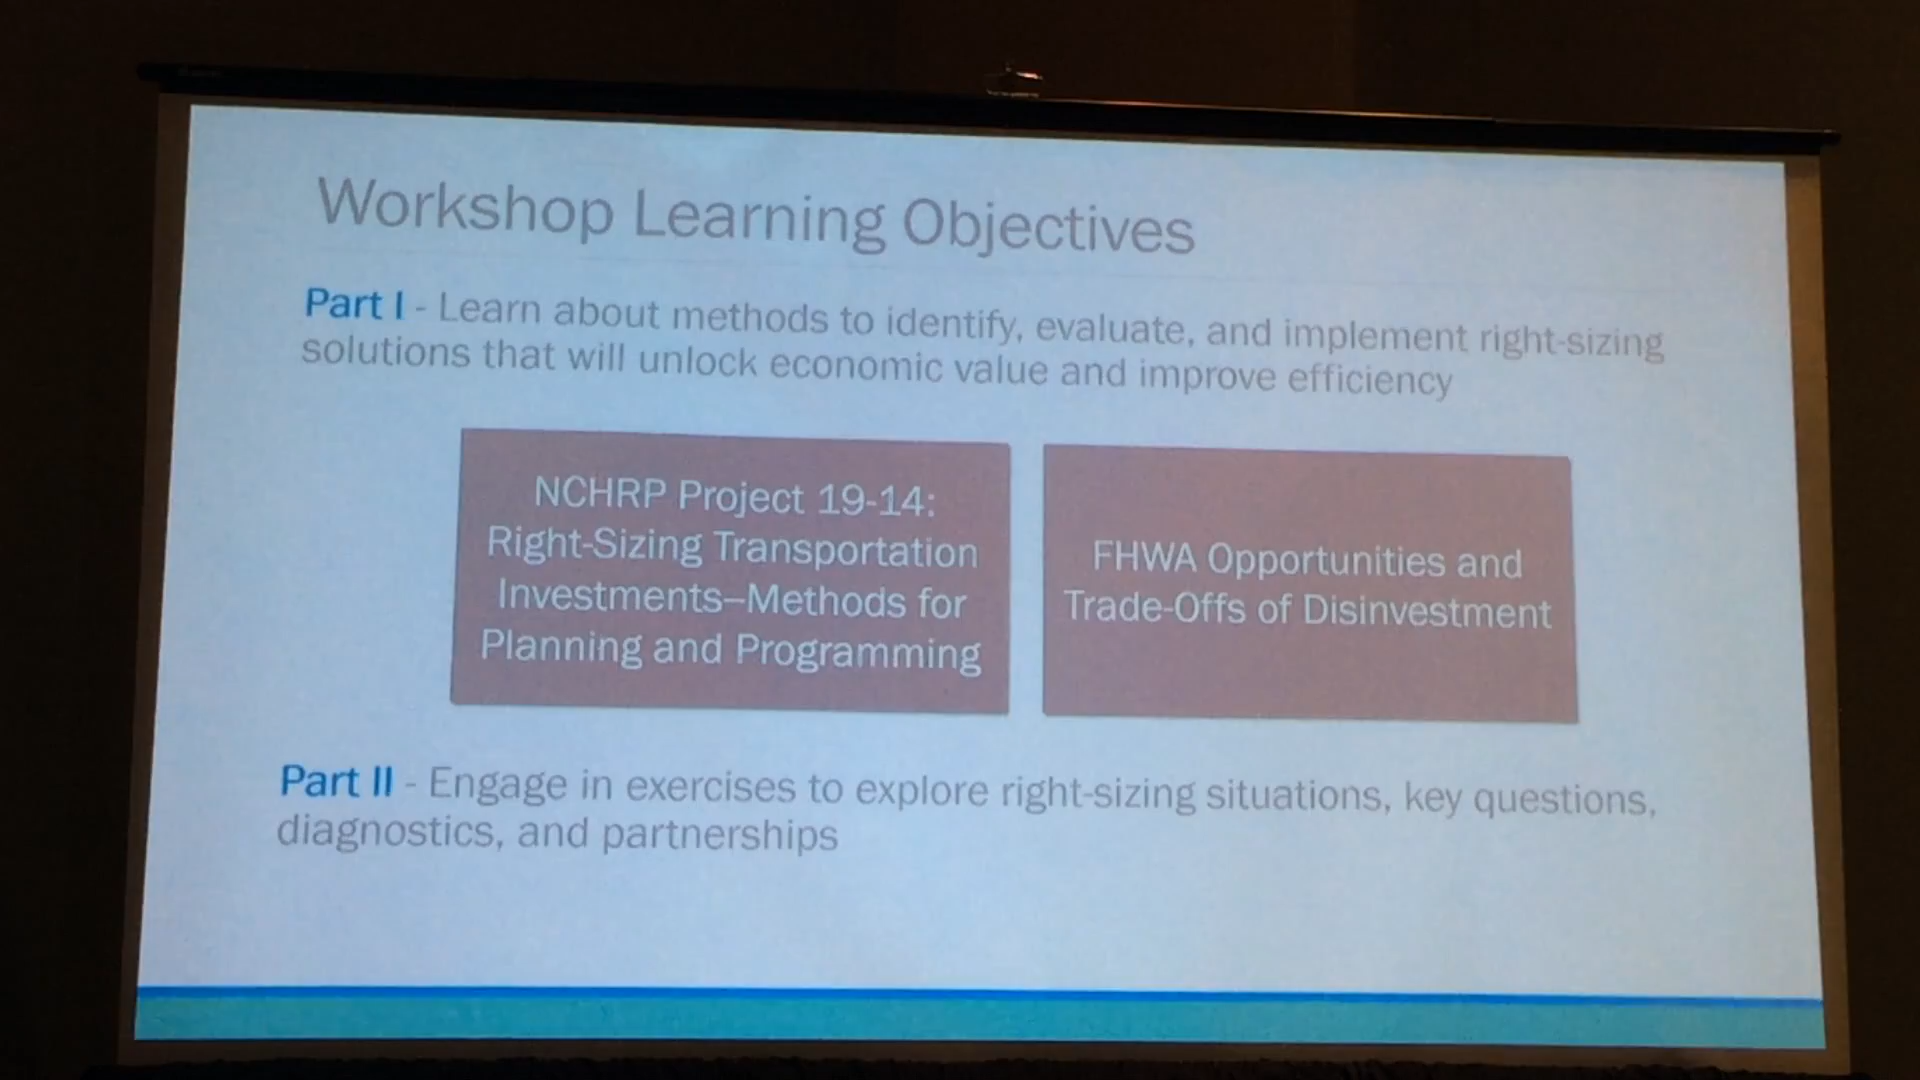 Workshop Learning Objectives
Part I - Learn about methods to identify, evaluate, and implement right-sizing
solutions that will unlock economic value and improve efficiency
NCHRP Project 19-14:
Right-Sizing Transportation
Investments–Methods for
Planning and Programming
FHWA Opportunities and
Trade-Offs of Disinvestment
Part II - Engage in exercises to explore right-sizing situations, key questions,
diagnostics, and partnerships